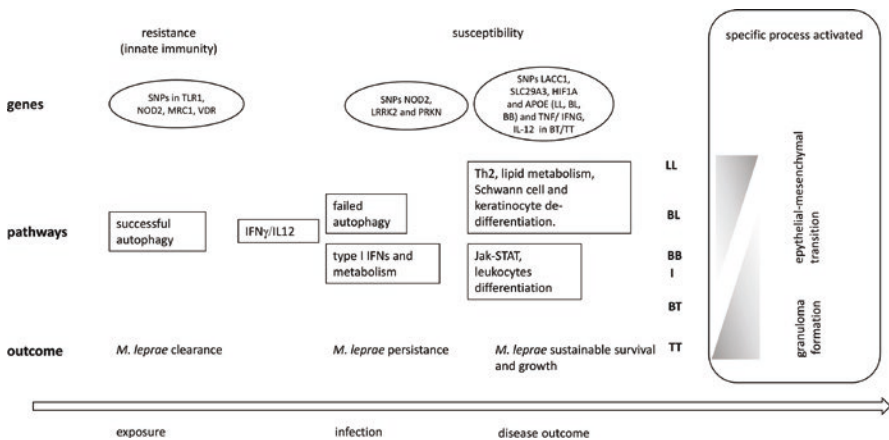 resistance
(innate immunity)
susceptibility
specific process activated
genes
SNPs in TLR1,
NOD2, MRC1, VDR
SNPs NOD2,
LRRK2 and PRKN
SNPs LACC1,
SLC29A3, HIF1A
and APOE (LL, BL,
BB) and TNF/ IFNG,
IL-12 in BT/TT
pathways
successful
autophagy
IFNγ/IL12
failed
autophagy
type I IFNs and
metabolism
Th2, lipid metabolism,
Schwann cell and
keratinocyte de-
differentiation.
Jak-STAT,
leukocytes
differentiation
LL
BL
BB
I
BT
TT
epythelial-mesenchymal
transition
granuloma
formation
outcome
M. leprae clearance
M. leprae persistance
M. leprae sustainable survival
and growth
exposure
infection
disease outcome